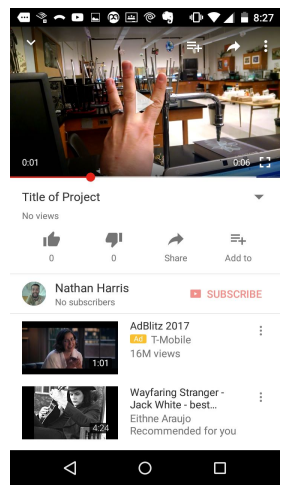 8:27
0:01
0:06
Title of Project
No views
0
0
Share
Add to
Nathan Harris
No subscribers
SUBSCRIBE
AdBlitz 2017
Ad T-Mobile
16M views
1:01
Wayfaring Stranger -
Jack White - best...
Eithne Araujo
Recommended for you
4:24